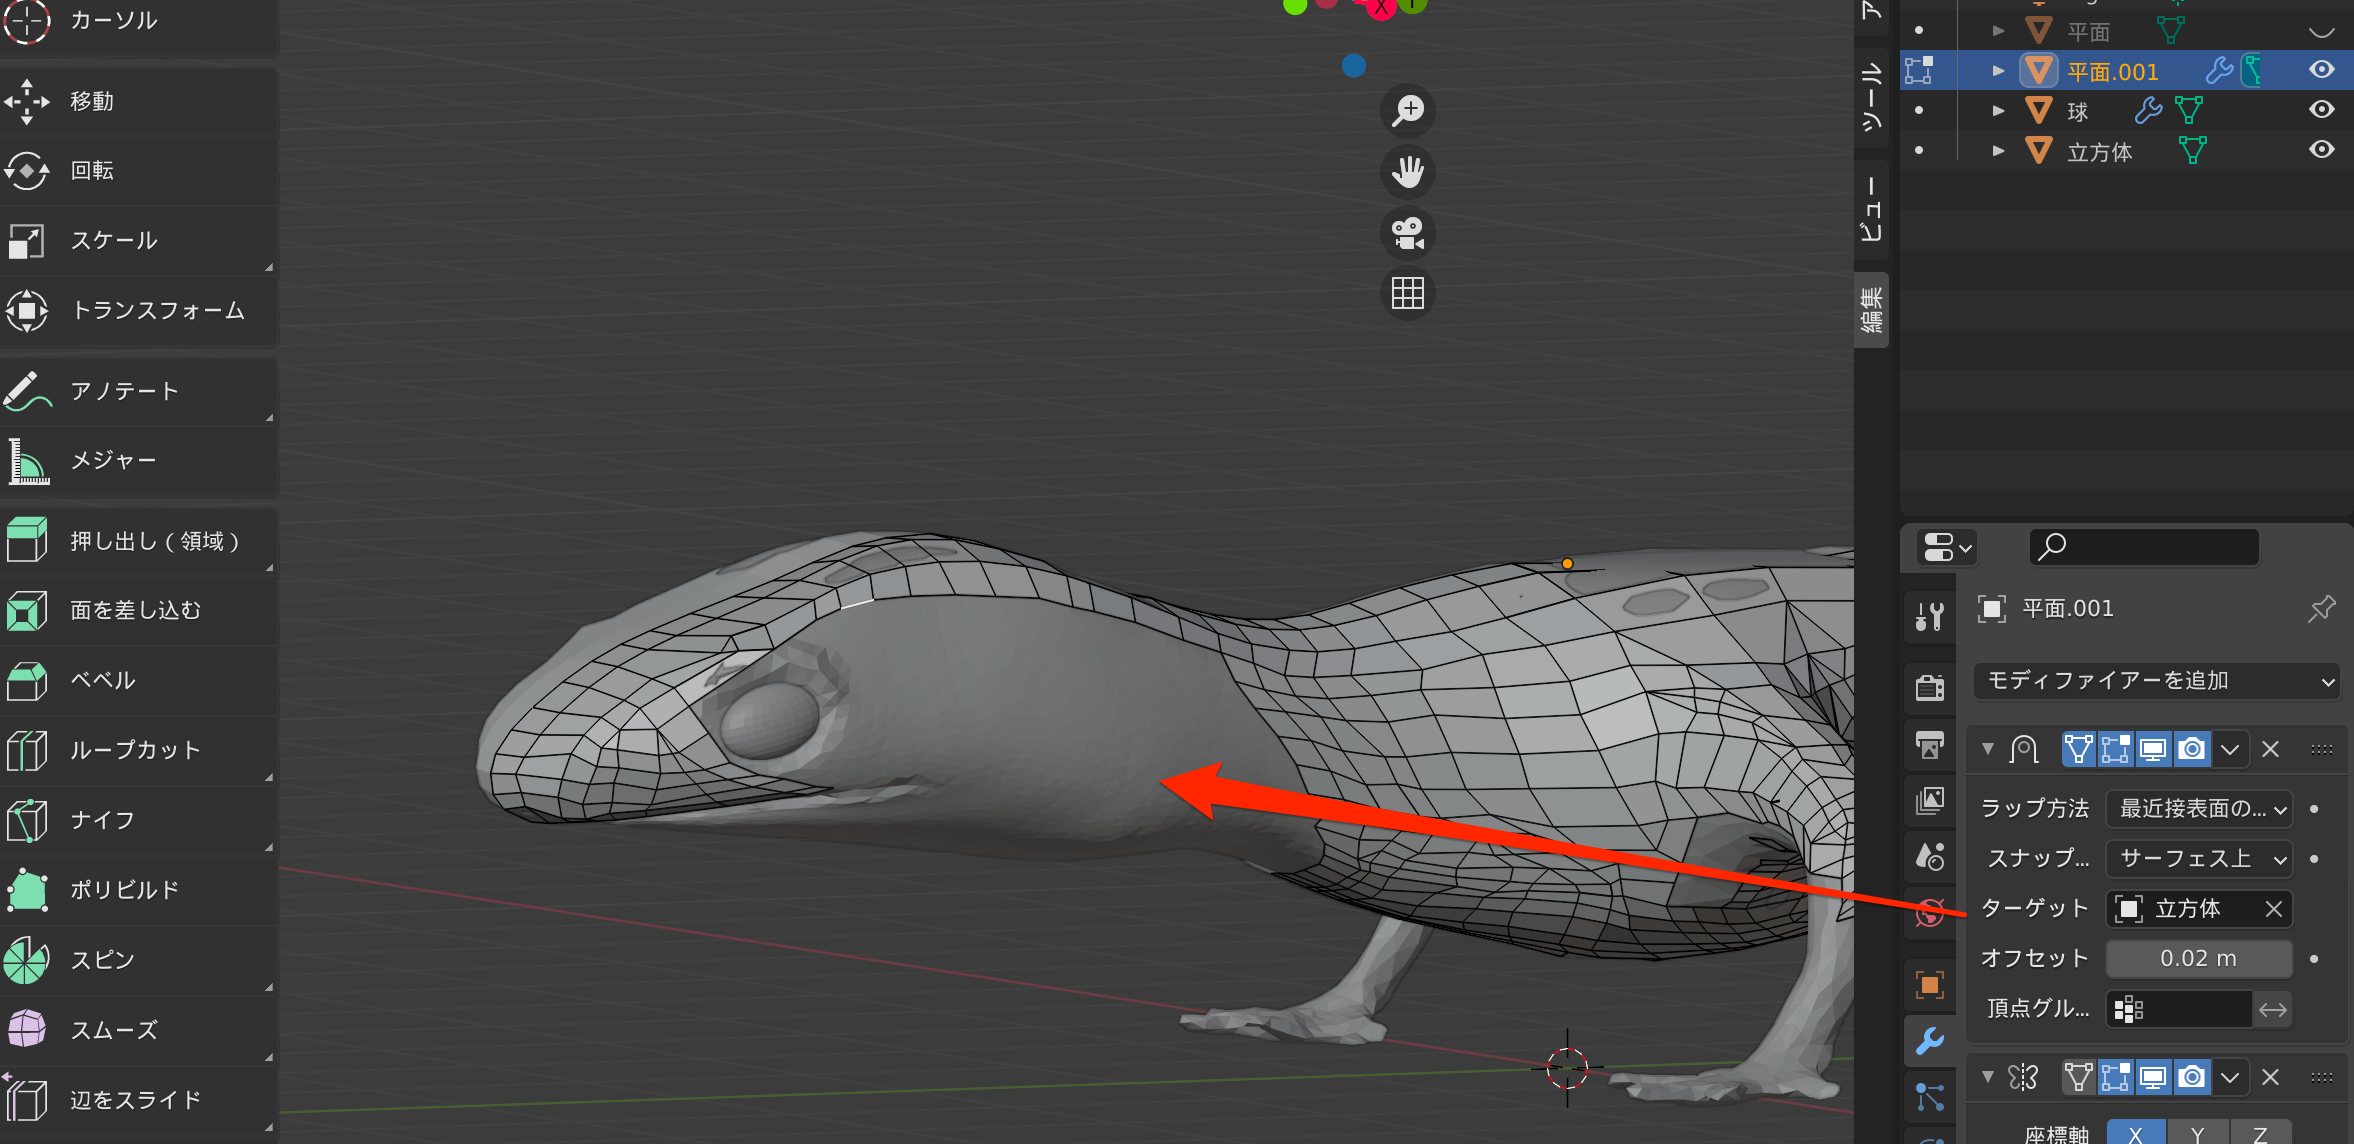 カーソル
移動
回転
スケール
トランスフォーム
アノテート
メジャー
押し出し（領域）
面を差し込む
ベベル
ループカット
ナイフ
ポリビルド
スピン
スムーズ
辺をスライド
X
ツール
ビュー
編集
平面
平面.001
球
立方体
平面.001
モディファイアーを追加
ラップ方法 最近接表面の...
スナップ... サーフェス上
ターゲット 立方体
オフセット 0.02 m
頂点グル...
座標軸 X Y Z